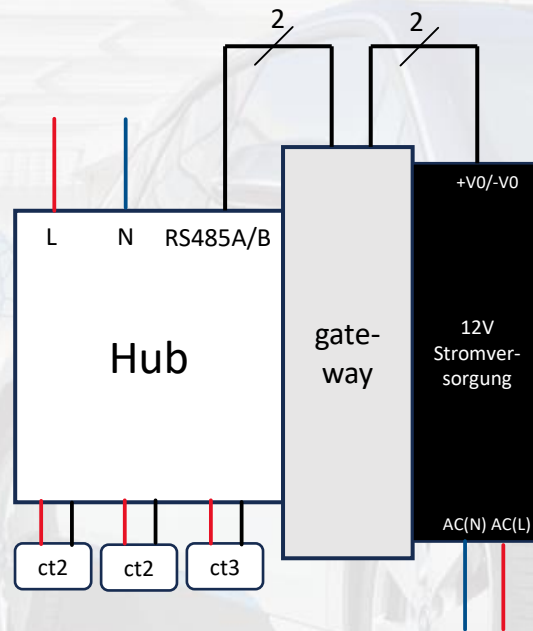 2
2
+V0/-V0
L
N
RS485A/B
Hub
gate-
way
12V
Stromver-
sorgung
AC(N) AC(L)
ct2
ct2
ct3